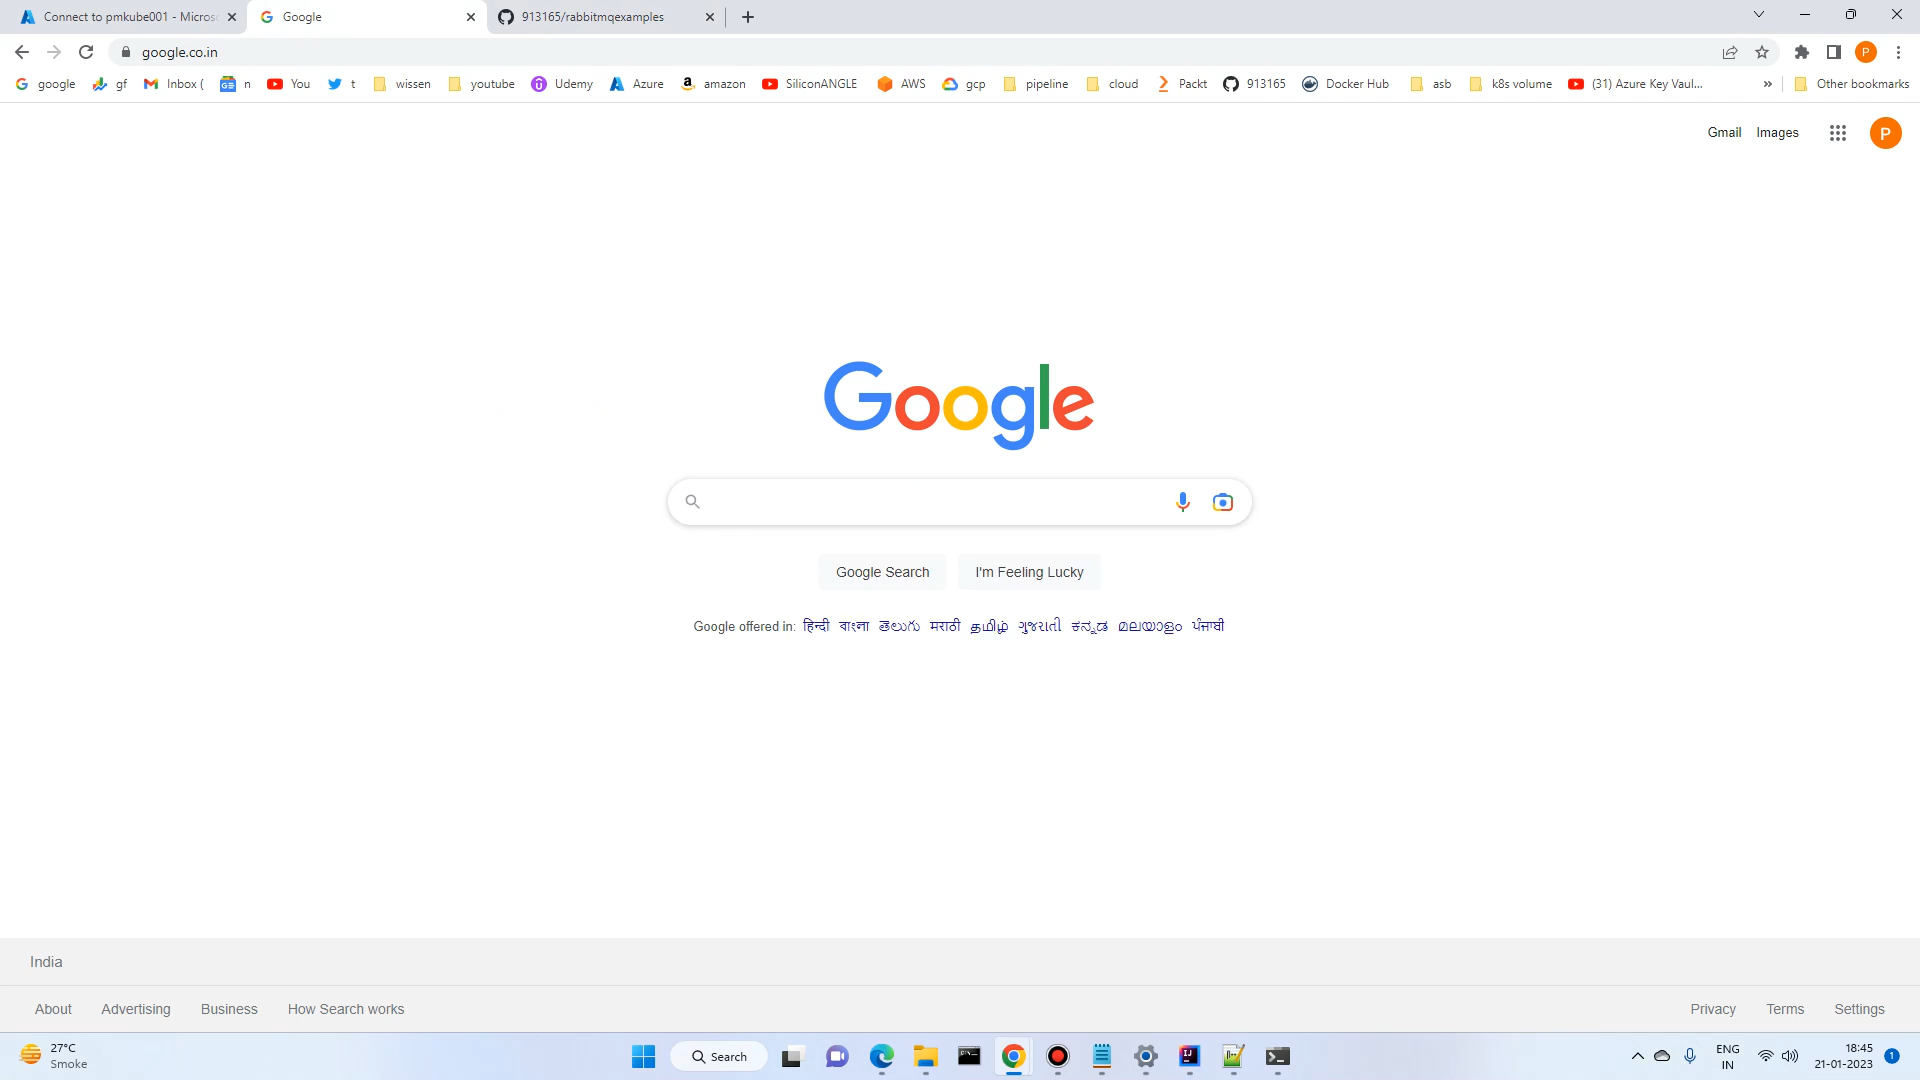 Connect to pmkube001 - Micros
Google
913165/rabbitmqexamples
google.co.in
google
gf
Inbox (
n
You
t
wissen
youtube
Udemy
Azure
amazon
SiliconANGLE
AWS
gcp
pipeline
cloud
Packt
913165
Docker Hub
asb
k8s volume
(31) Azure Key Vaul...
»
Other bookmarks
P
Gmail Images
P
Google
Google Search
I'm Feeling Lucky
Google offered in: हिन्दी বাংলা తెలుగు मराठी தமிழ் ગુજરાતી ಕನ್ನಡ മലയാളം ਪੰਜਾਬੀ
India
About Advertising Business How Search works
Privacy Terms Settings
27°C
Smoke
Search
ENG
IN
18:45
21-01-2023
1